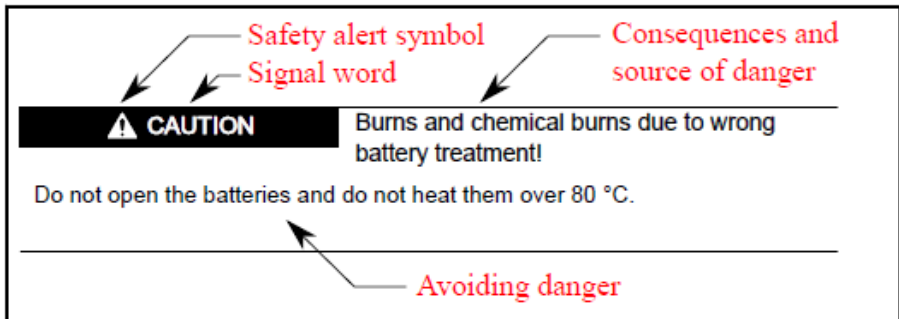 Safety alert symbol
Signal word
Consequences and
source of danger
CAUTION
Burns and chemical burns due to wrong
battery treatment!
Do not open the batteries and do not heat them over 80 °C.
Avoiding danger